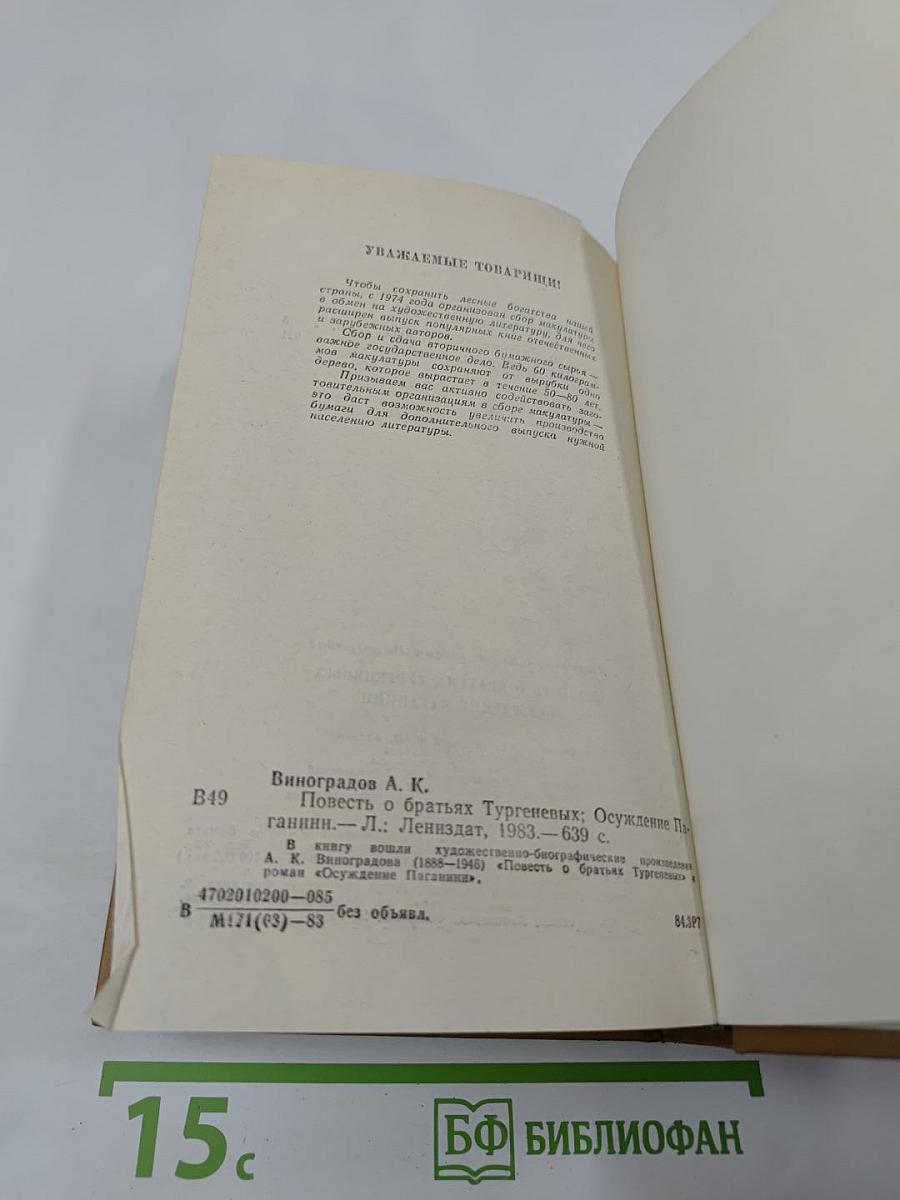 УВАЖАЕМЫЕ ТОВАРИЩИ!
Чтобы сохранить лесные богатства нашей
страны, с 1974 года организован сбор макулатуры
в обмен на художественную литературу, для чего
расширен выпуск популярных книг отечественных
и зарубежных авторов.
Сбор и сдача вторичного бумажного сырья —
важное государственное дело. Ведь 60 килограм-
мов макулатуры сохраняют от вырубки одно
дерево, которое вырастает в течение 50—80 лет.
Призываем вас активно содействовать заго-
товительным организациям в сборе макулатуры —
это даст возможность увеличить производство
бумаги для дополнительного выпуска нужной
населению литературы.
Виноградов А. К.
В49 Повесть о братьях Тургеневых; Осуждение Па-
ганини.— Л.: Лениздат, 1983.— 639 с.
В книгу вошли художественно-биографические произведения
А. К. Виноградова (1888—1946) «Повесть о братьях Тургеневых» и
роман «Осуждение Паганини».
4702010200—085
В без объявл.
М171(03)—83
84.3Р7
15 с
БФ БИБЛИОФАН